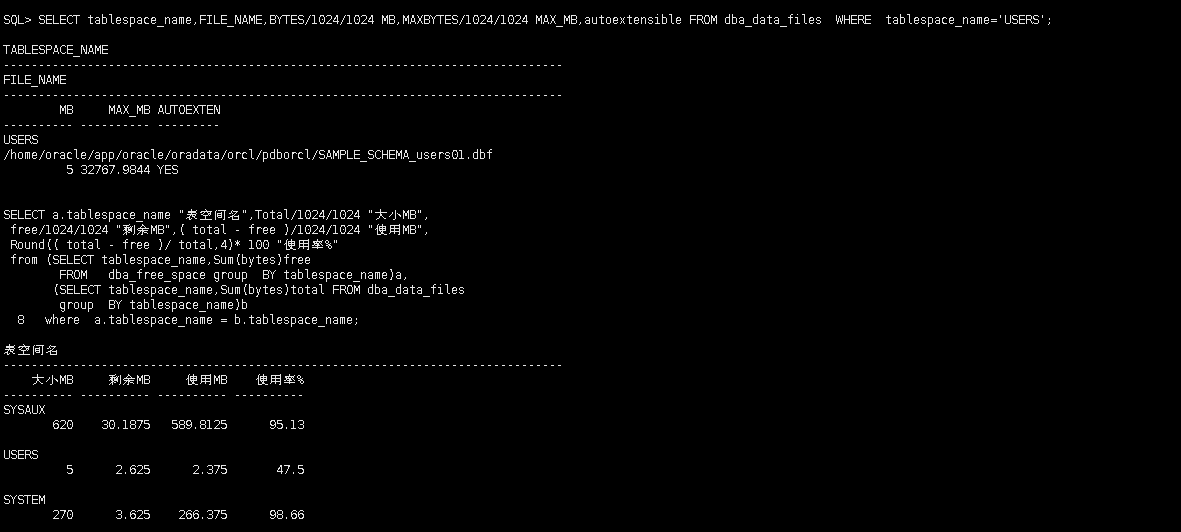 SQL> SELECT tablespace_name,FILE_NAME,BYTES/1024/1024 MB,MAXBYTES/1024/1024 MAX_MB,autoextensible FROM dba_data_files  WHERE  tablespace_name='USERS';
TABLESPACE_NAME
--------------------------------------------------------------------------------
FILE_NAME
--------------------------------------------------------------------------------
        MB     MAX_MB AUTOEXTEN
---------- ---------- ---------
USERS
/home/oracle/app/oracle/oradata/orcl/pdborcl/SAMPLE_SCHEMA_users01.dbf
         5 32767.9844 YES
SELECT a.tablespace_name "表空间名",Total/1024/1024 "大小MB",
 free/1024/1024 "剩余MB",( total - free )/1024/1024 "使用MB",
 Round(( total - free )/ total,4)* 100 "使用率%"
 from (SELECT tablespace_name,Sum(bytes)free
        FROM   dba_free_space group  BY tablespace_name)a,
       (SELECT tablespace_name,Sum(bytes)total FROM dba_data_files
        group  BY tablespace_name)b
  8   where  a.tablespace_name = b.tablespace_name;
表空间名
--------------------------------------------------------------------------------
    大小MB     剩余MB     使用MB    使用率%
---------- ---------- ---------- ----------
SYSAUX
       620    30.1875   589.8125      95.13
USERS
         5      2.625      2.375       47.5
SYSTEM
       270      3.625    266.375      98.66